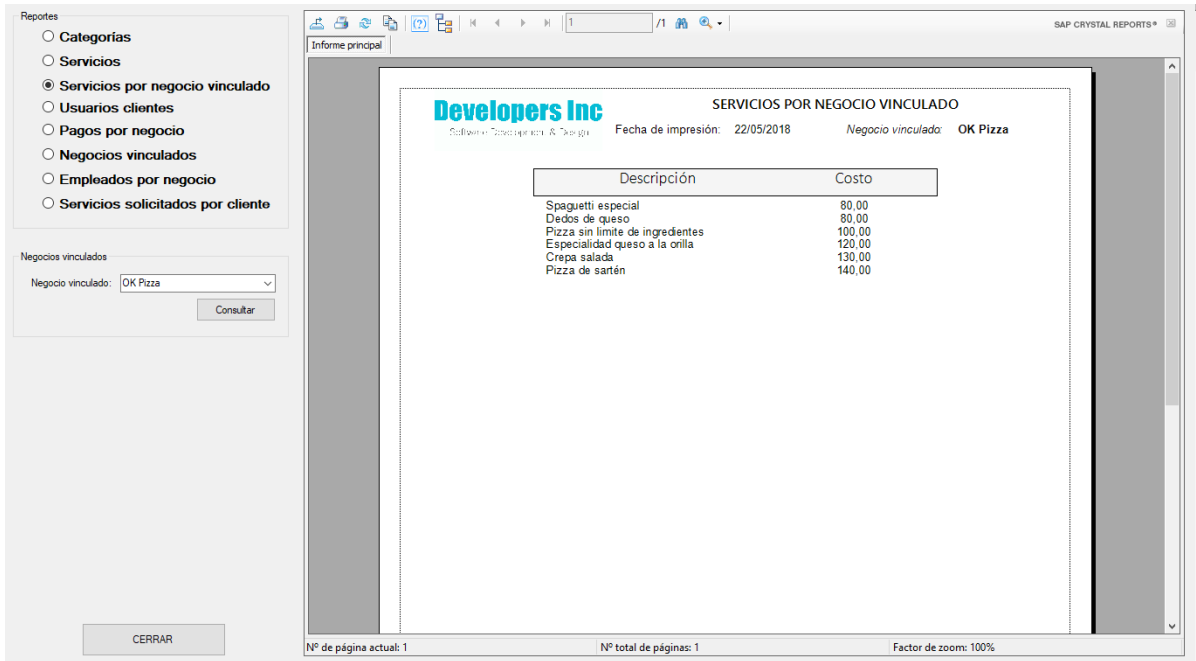 Reportes
Categorías
Servicios
Servicios por negocio vinculado
Usuarios clientes
Pagos por negocio
Negocios vinculados
Empleados por negocio
Servicios solicitados por cliente
Negocios vinculados
Negocio vinculado: OK Pizza
Consultar
CERRAR
1 /1 SAP CRYSTAL REPORTS®
Informe principal
Developers Inc
Software Development & Design
SERVICIOS POR NEGOCIO VINCULADO
Fecha de impresión: 22/05/2018 Negocio vinculado: OK Pizza
Descripción Costo
Spaguetti especial 80,00
Dedos de queso 80,00
Pizza sin limite de ingredientes 100,00
Especialidad queso a la orilla 120,00
Crepa salada 130,00
Pizza de sartén 140,00
Nº de página actual: 1 Nº total de páginas: 1 Factor de zoom: 100%